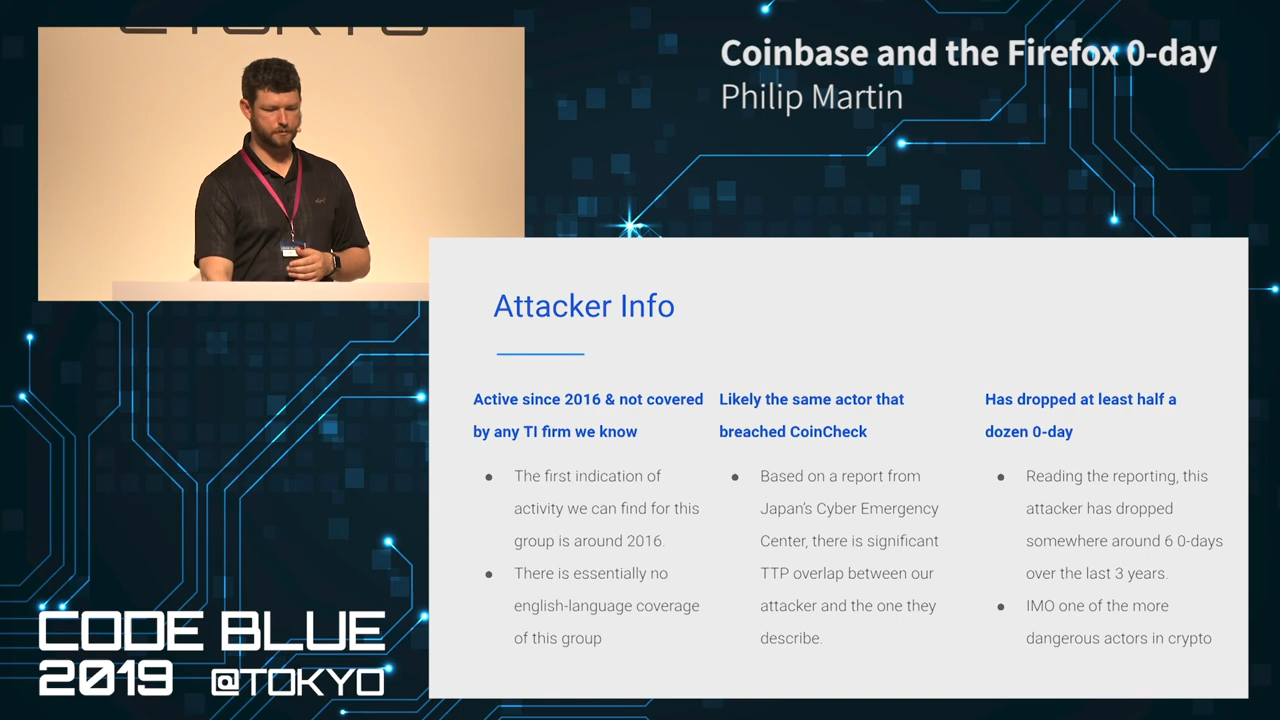 Coinbase and the Firefox 0-day
Philip Martin
Attacker Info
Active since 2016 & not covered
by any TI firm we know
● The first indication of
activity we can find for this
group is around 2016.
● There is essentially no
english-language coverage
of this group
Likely the same actor that
breached CoinCheck
● Based on a report from
Japan's Cyber Emergency
Center, there is significant
TTP overlap between our
attacker and the one they
describe.
Has dropped at least half a
dozen 0-day
● Reading the reporting, this
attacker has dropped
somewhere around 6 0-days
over the last 3 years.
● IMO one of the more
dangerous actors in crypto
CODE BLUE
2019 @TOKYO